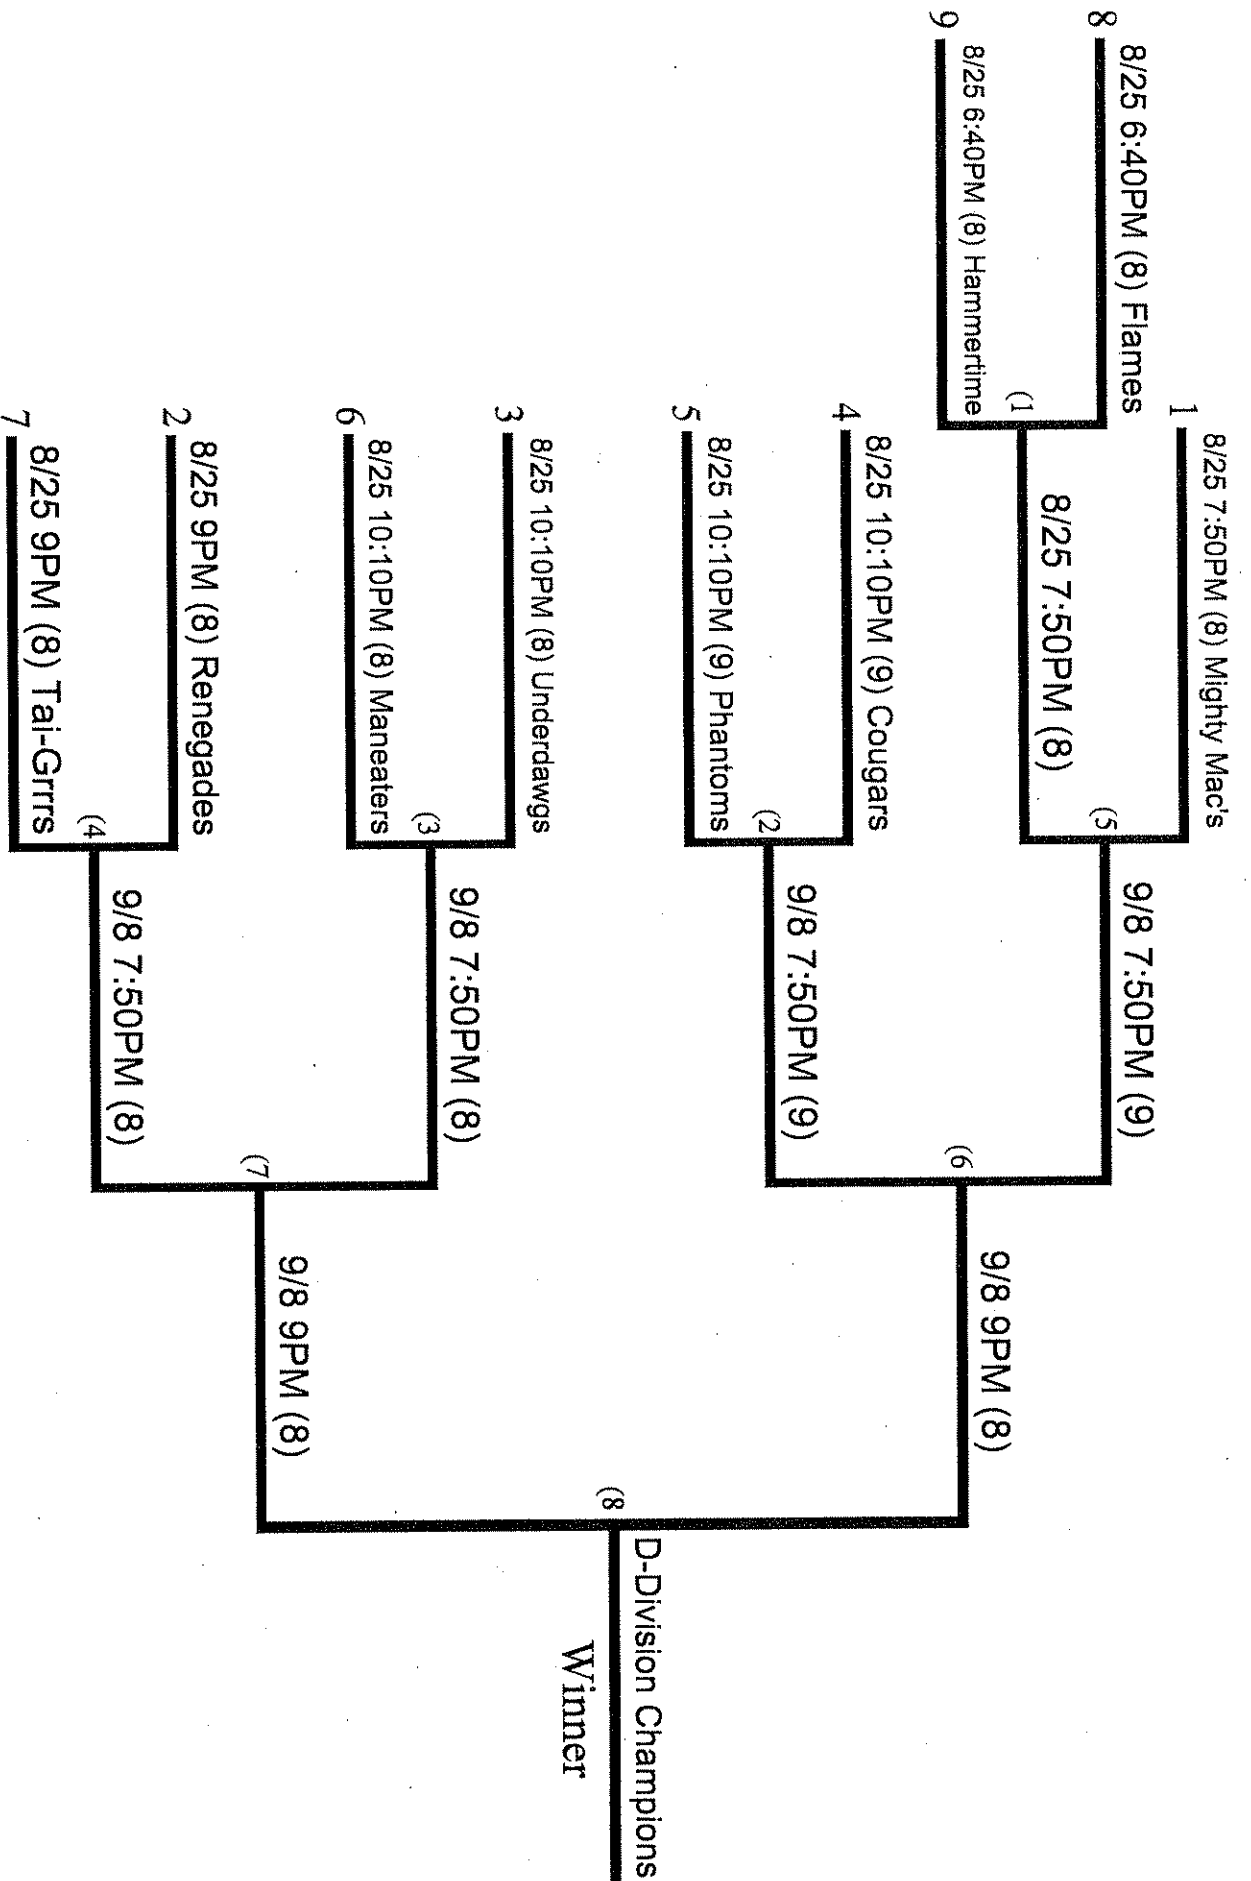 1
8/25 7:50PM (8) Mighty Mac's
8
8/25 6:40PM (8) Flames
(1
8/25 7:50PM (8)
9
8/25 6:40PM (8) Hammertime
(5
9/8 7:50PM (9)
4
8/25 10:10PM (9) Cougars
(2
9/8 7:50PM (9)
5
8/25 10:10PM (9) Phantoms
(6
9/8 9PM (8)
3
8/25 10:10PM (8) Underdawgs
(3
9/8 7:50PM (8)
6
8/25 10:10PM (8) Maneaters
2
8/25 9PM (8) Renegades
(4
9/8 7:50PM (8)
7
8/25 9PM (8) Tai-Grrrs
(7
9/8 9PM (8)
(8
D-Division Champions
Winner